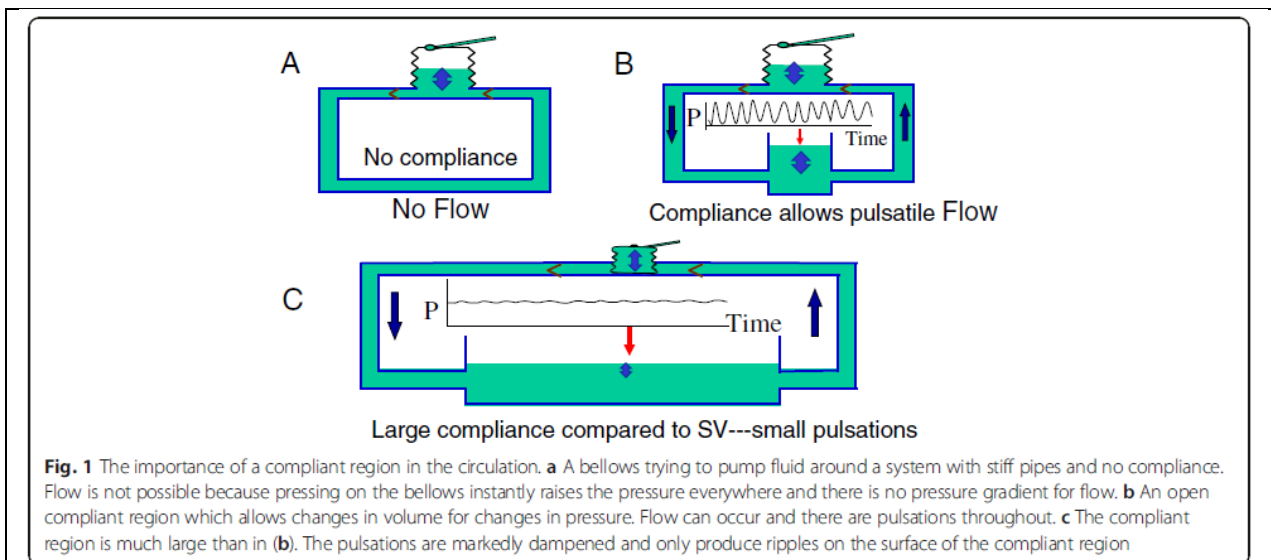 A
B
P
Time
No compliance
No Flow
Compliance allows pulsatile Flow
C
P
Time
Large compliance compared to SV---small pulsations
Fig. 1 The importance of a compliant region in the circulation. a A bellows trying to pump fluid around a system with stiff pipes and no compliance.
Flow is not possible because pressing on the bellows instantly raises the pressure everywhere and there is no pressure gradient for flow. b An open
compliant region which allows changes in volume for changes in pressure. Flow can occur and there are pulsations throughout. c The compliant
region is much large than in (b). The pulsations are markedly dampened and only produce ripples on the surface of the compliant region